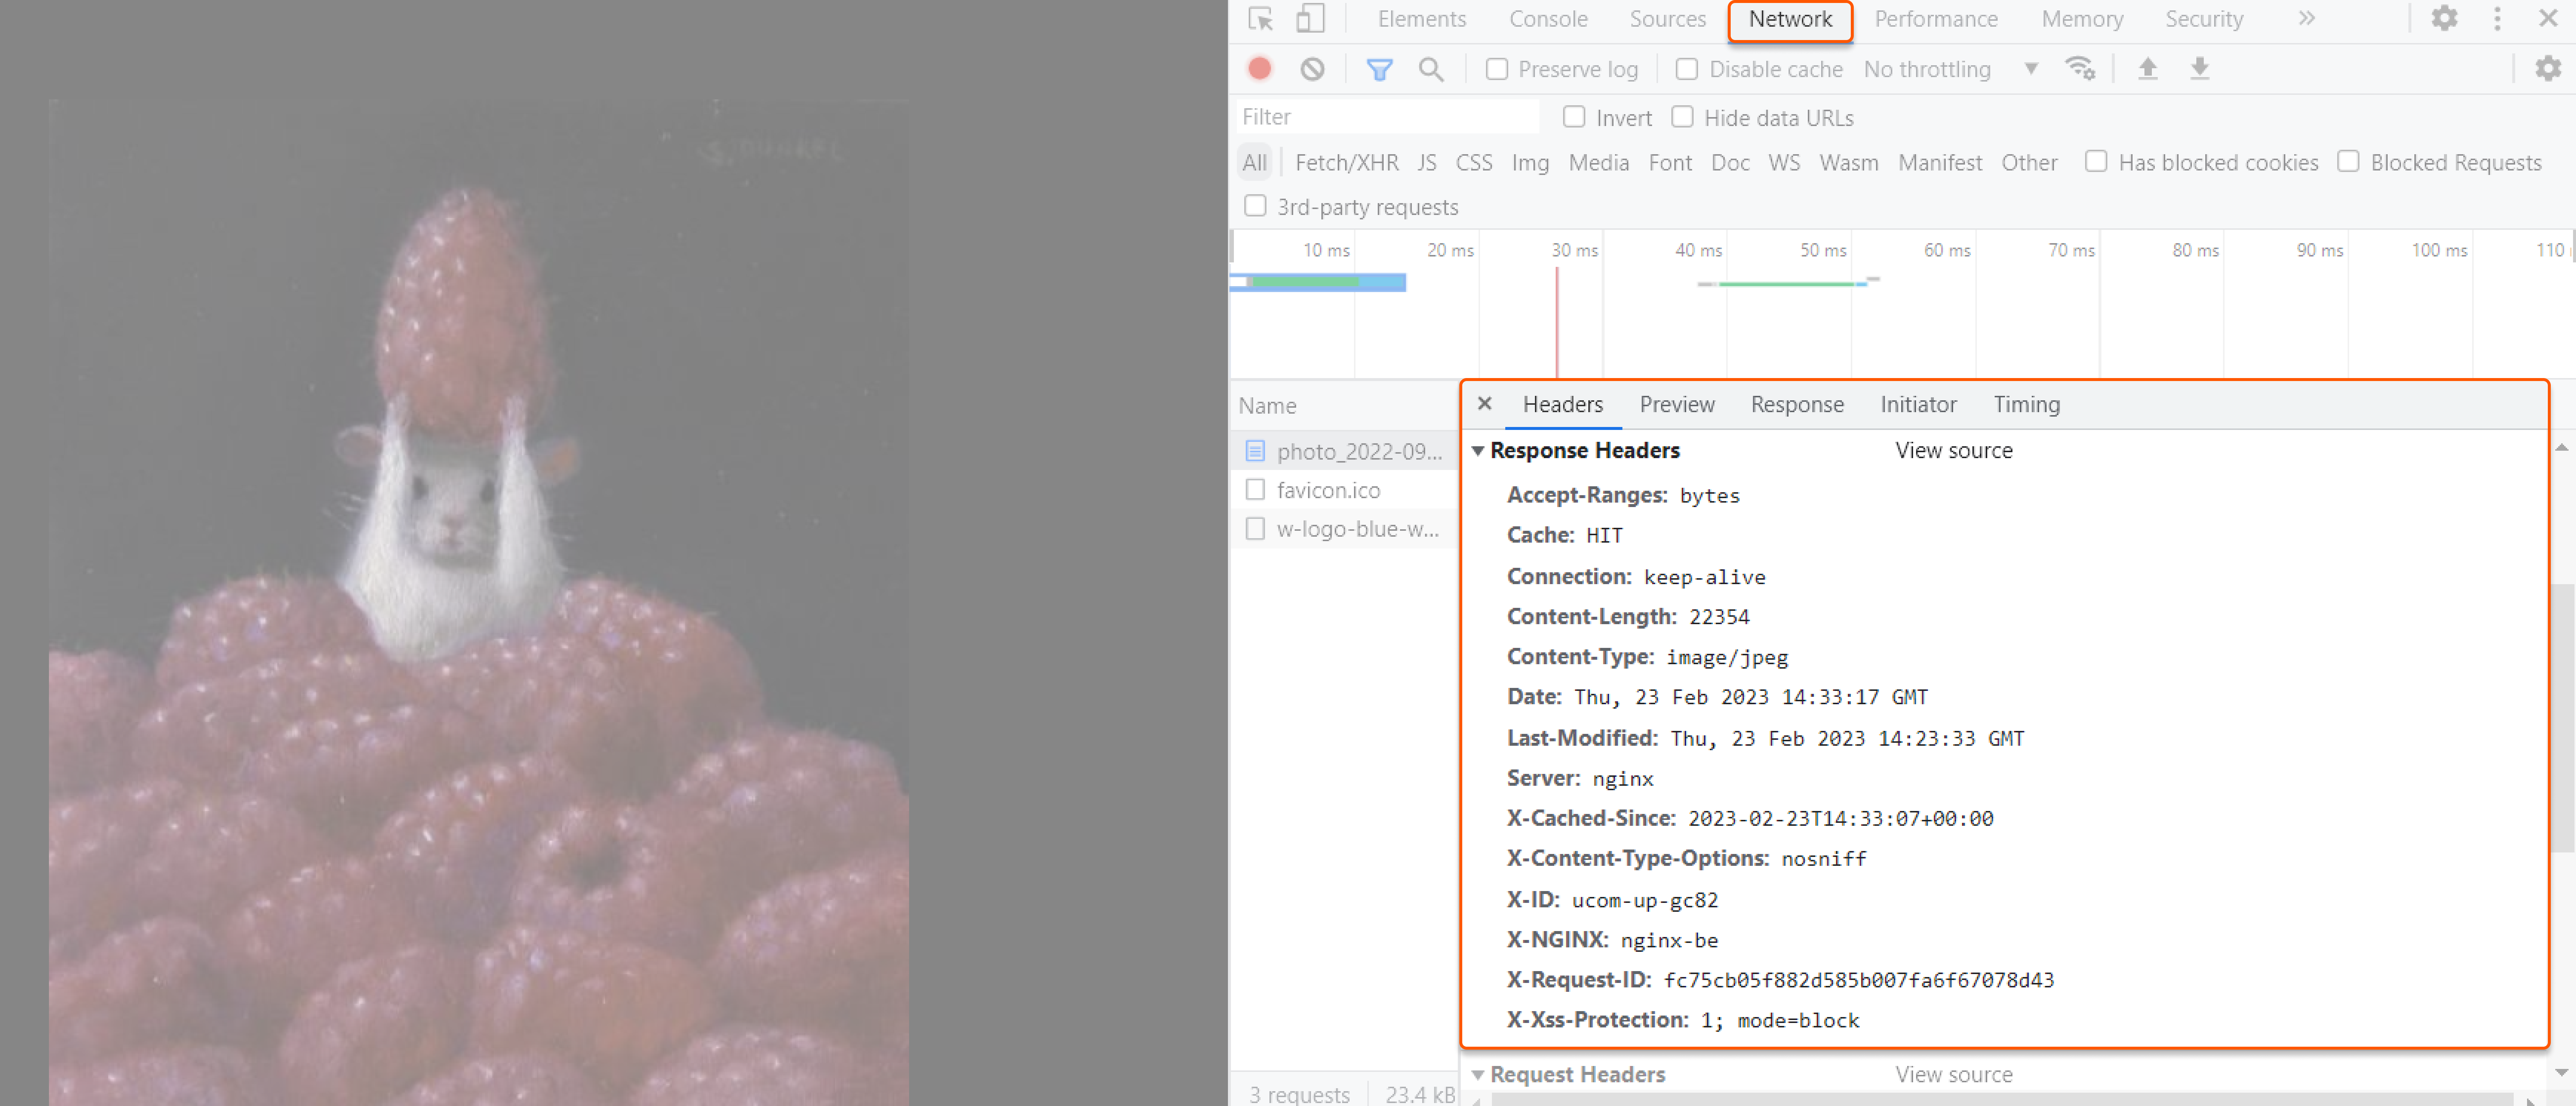 Elements Console Sources Network Performance Memory Security »
Preserve log Disable cache No throttling
Filter Invert Hide data URLs
All Fetch/XHR JS CSS Img Media Font Doc WS Wasm Manifest Other Has blocked cookies Blocked Requests
3rd-party requests
10 ms 20 ms 30 ms 40 ms 50 ms 60 ms 70 ms 80 ms 90 ms 100 ms 110
Name
photo_2022-09...
favicon.ico
w-logo-blue-w...
3 requests 23.4 kB
Headers Preview Response Initiator Timing
Response Headers View source
Accept-Ranges: bytes
Cache: HIT
Connection: keep-alive
Content-Length: 22354
Content-Type: image/jpeg
Date: Thu, 23 Feb 2023 14:33:17 GMT
Last-Modified: Thu, 23 Feb 2023 14:23:33 GMT
Server: nginx
X-Cached-Since: 2023-02-23T14:33:07+00:00
X-Content-Type-Options: nosniff
X-ID: ucom-up-gc82
X-NGINX: nginx-be
X-Request-ID: fc75cb05f882d585b007fa6f67078d43
X-Xss-Protection: 1; mode=block
Request Headers View source